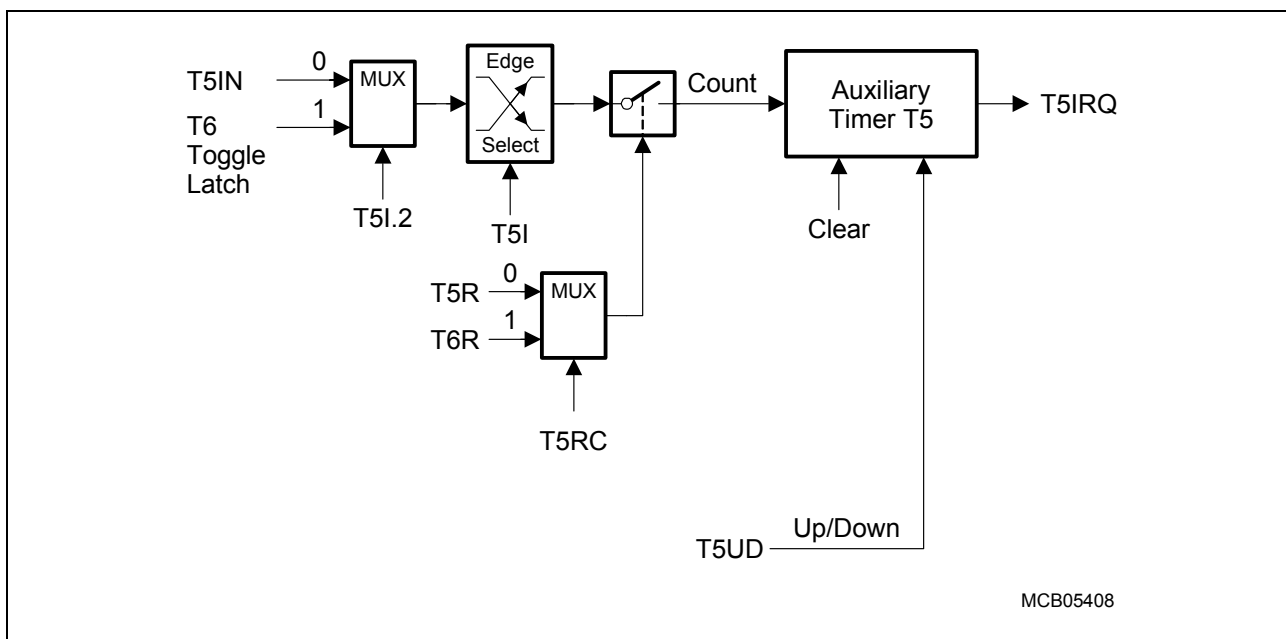 T5IN
0
T6
Toggle
Latch
1
MUX
T5I.2
Edge
Select
T5I
Count
Auxiliary
Timer T5
T5IRQ
Clear
T5R
0
T6R
1
MUX
T5RC
T5UD
Up/Down
MCB05408